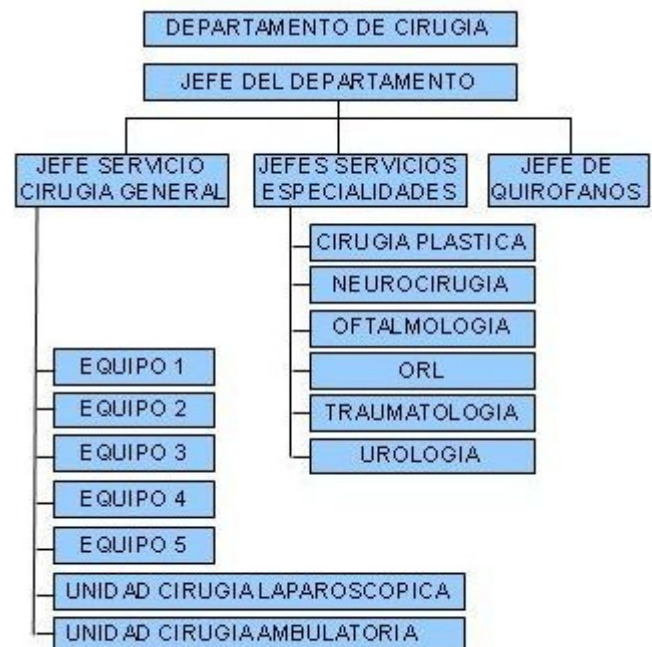 DEPARTAMENTO DE CIRUGIA
JEFE DEL DEPARTAMENTO
JEFE SERVICIO
CIRUGIA GENERAL
JEFES SERVICIOS
ESPECIALIDADES
JEFE DE
QUIROFANOS
CIRUGIA PLASTICA
NEUROCIRUGIA
OFTALMOLOGIA
ORL
TRAUMATOLOGIA
UROLOGIA
EQUIPO 1
EQUIPO 2
EQUIPO 3
EQUIPO 4
EQUIPO 5
UNIDAD CIRUGIA LAPAROSCOPICA
UNIDAD CIRUGIA AMBULATORIA